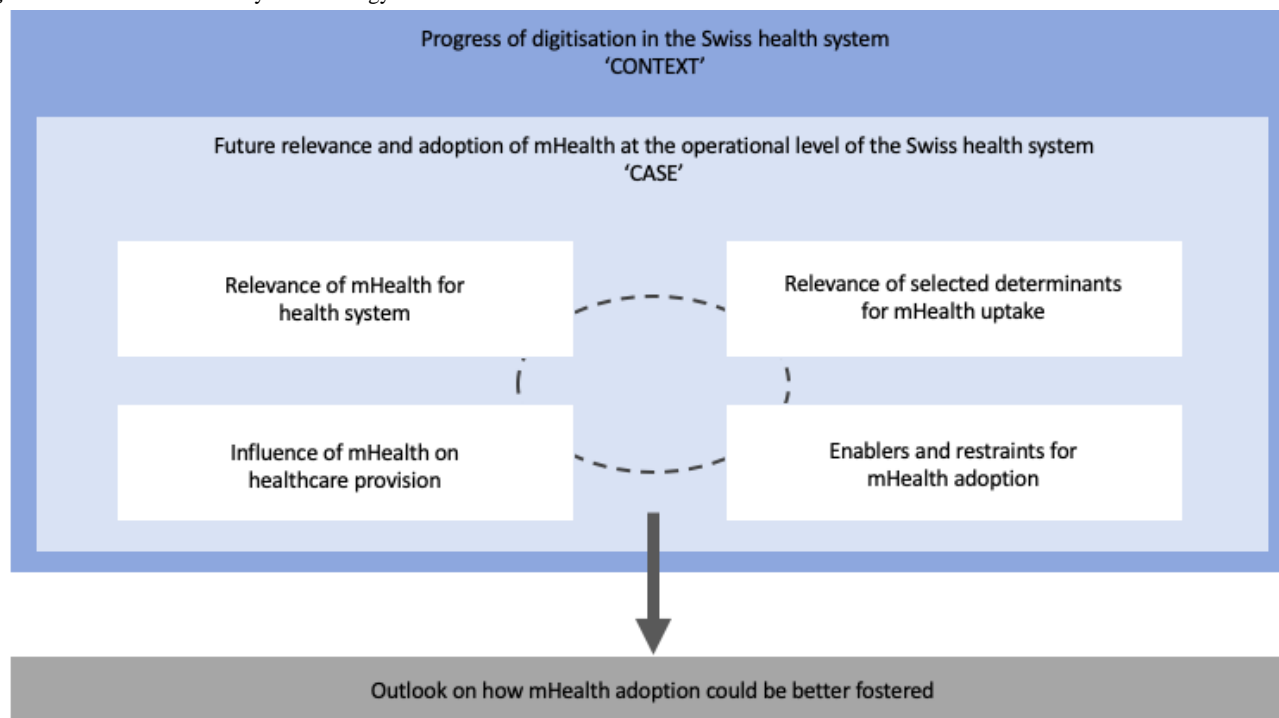 Progress of digitisation in the Swiss health system
‘CONTEXT’
Future relevance and adoption of mHealth at the operational level of the Swiss health system
‘CASE’
Relevance of mHealth for
health system
Relevance of selected determinants
for mHealth uptake
Influence of mHealth on
healthcare provision
Enablers and restraints for
mHealth adoption
Outlook on how mHealth adoption could be better fostered